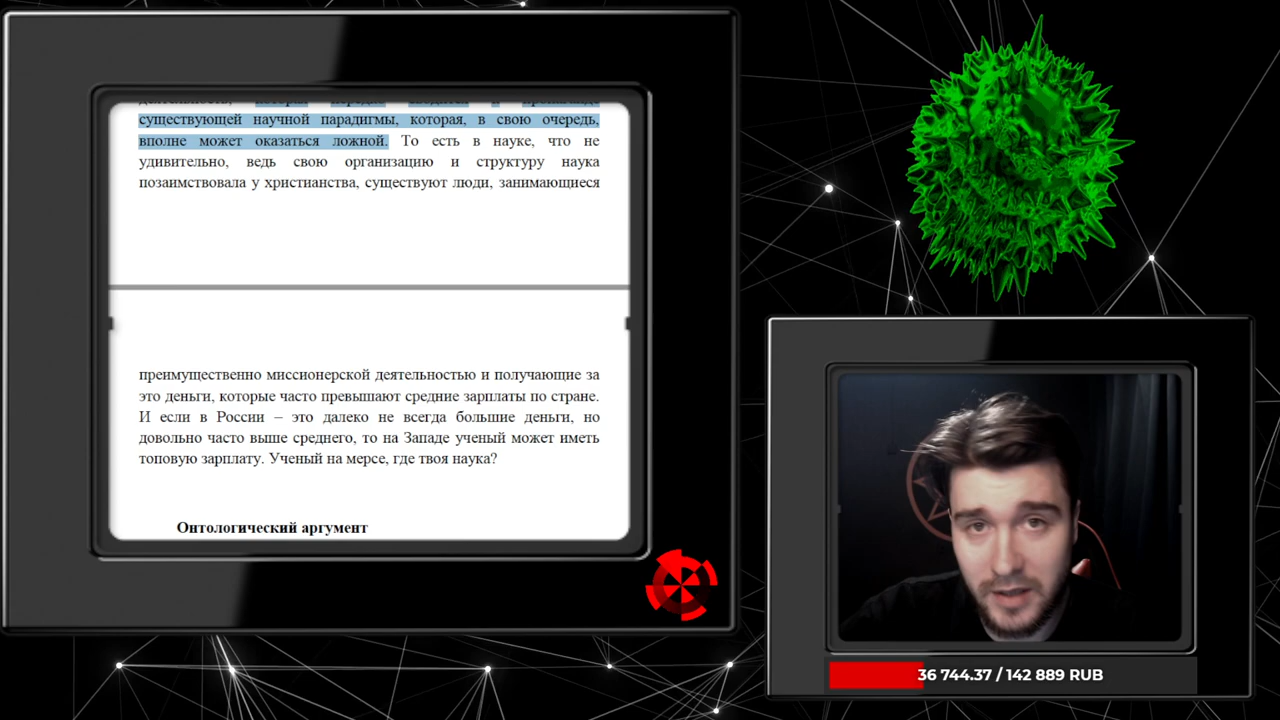 существующей научной парадигмы, которая, в свою очередь,
вполне может оказаться ложной. То есть в науке, что не
удивительно, ведь свою организацию и структуру наука
позаимствовала у христианства, существуют люди, занимающиеся
преимущественно миссионерской деятельностью и получающие за
это деньги, которые часто превышают средние зарплаты по стране.
И если в России – это далеко не всегда большие деньги, но
довольно часто выше среднего, то на Западе ученый может иметь
топовую зарплату. Ученый на мерсе, где твоя наука?
Онтологический аргумент
36 744.37 / 142 889 RUB